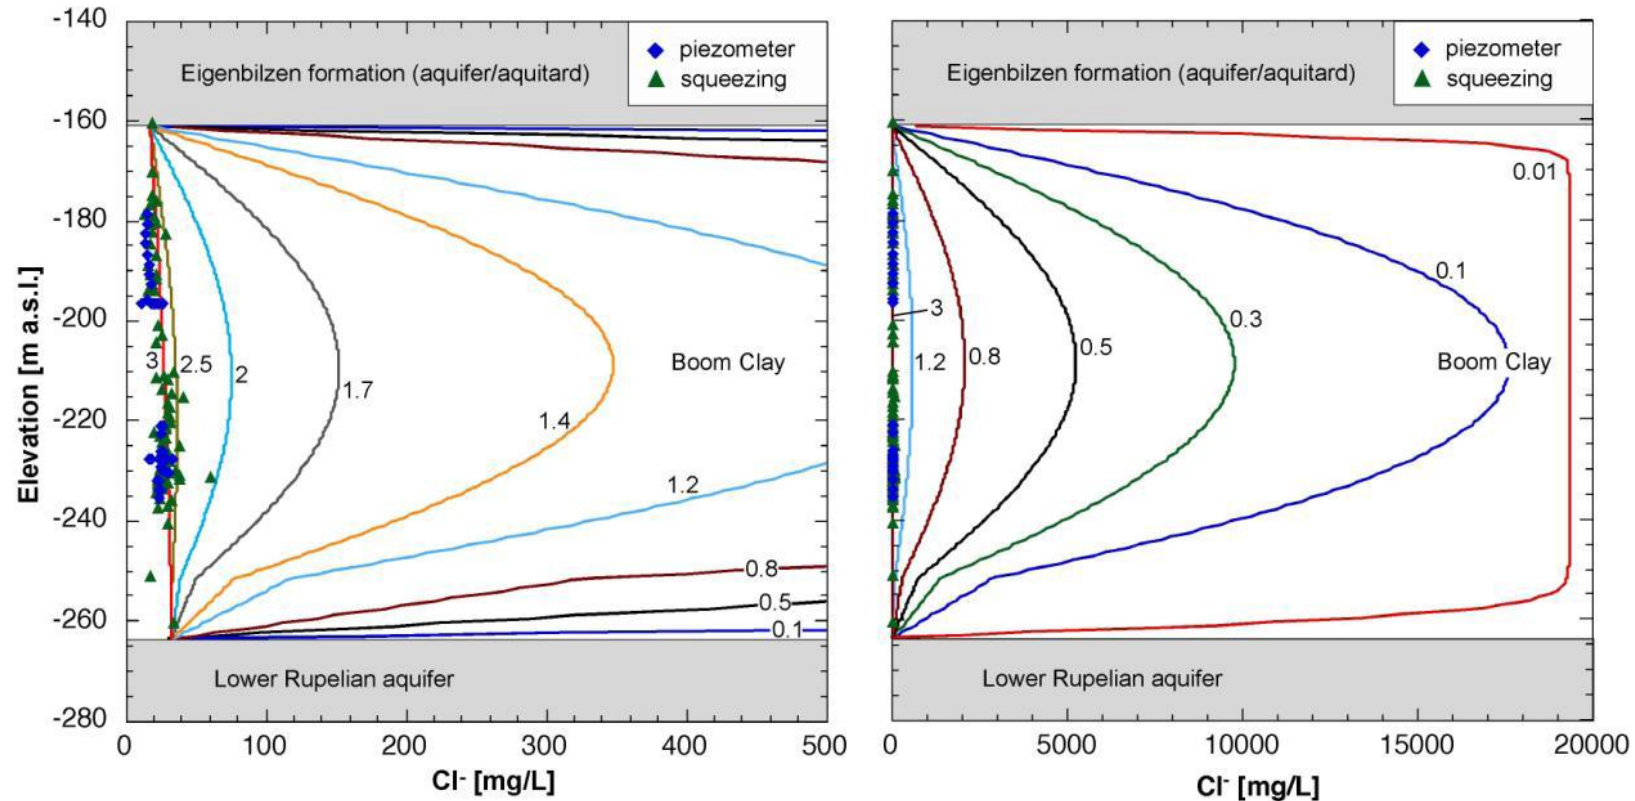 -140
-160
-180
-200
-220
-240
-260
-280
Elevation [m a.s.l.]
Eigenbilzen formation (aquifer/aquitard)
piezometer
squeezing
3
2.5
2
1.7
1.4
1.2
0.8
0.5
0.1
Boom Clay
Lower Rupelian aquifer
0 100 200 300 400 500
Cl- [mg/L]
Eigenbilzen formation (aquifer/aquitard)
piezometer
squeezing
0.01
0.1
0.3
3
0.5
0.8
1.2
Boom Clay
Lower Rupelian aquifer
0 5000 10000 15000 20000
Cl- [mg/L]